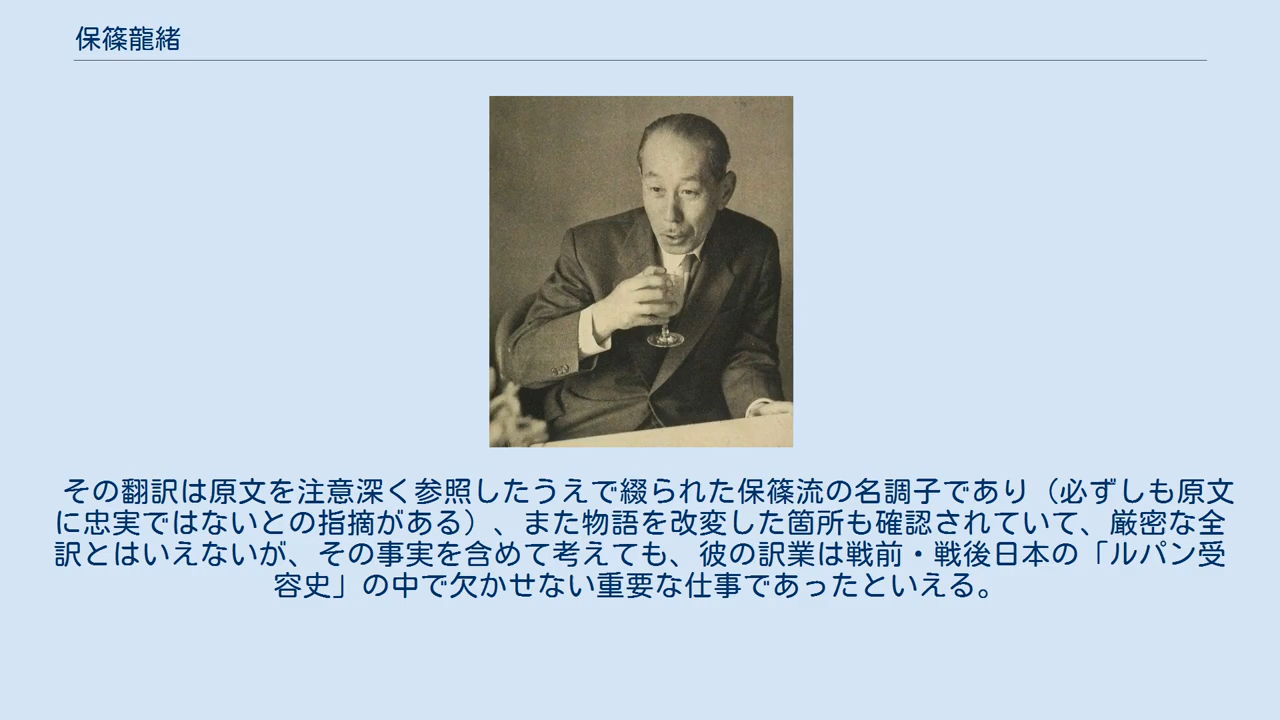 保篠龍緒
その翻訳は原文を注意深く参照したうえで綴られた保篠流の名調子であり（必ずしも原文
に忠実ではないとの指摘がある）、また物語を改変した箇所も確認されていて、厳密な全
訳とはいえないが、その事実を含めて考えても、彼の訳業は戦前・戦後日本の「ルパン受
容史」の中で欠かせない重要な仕事であったといえる。